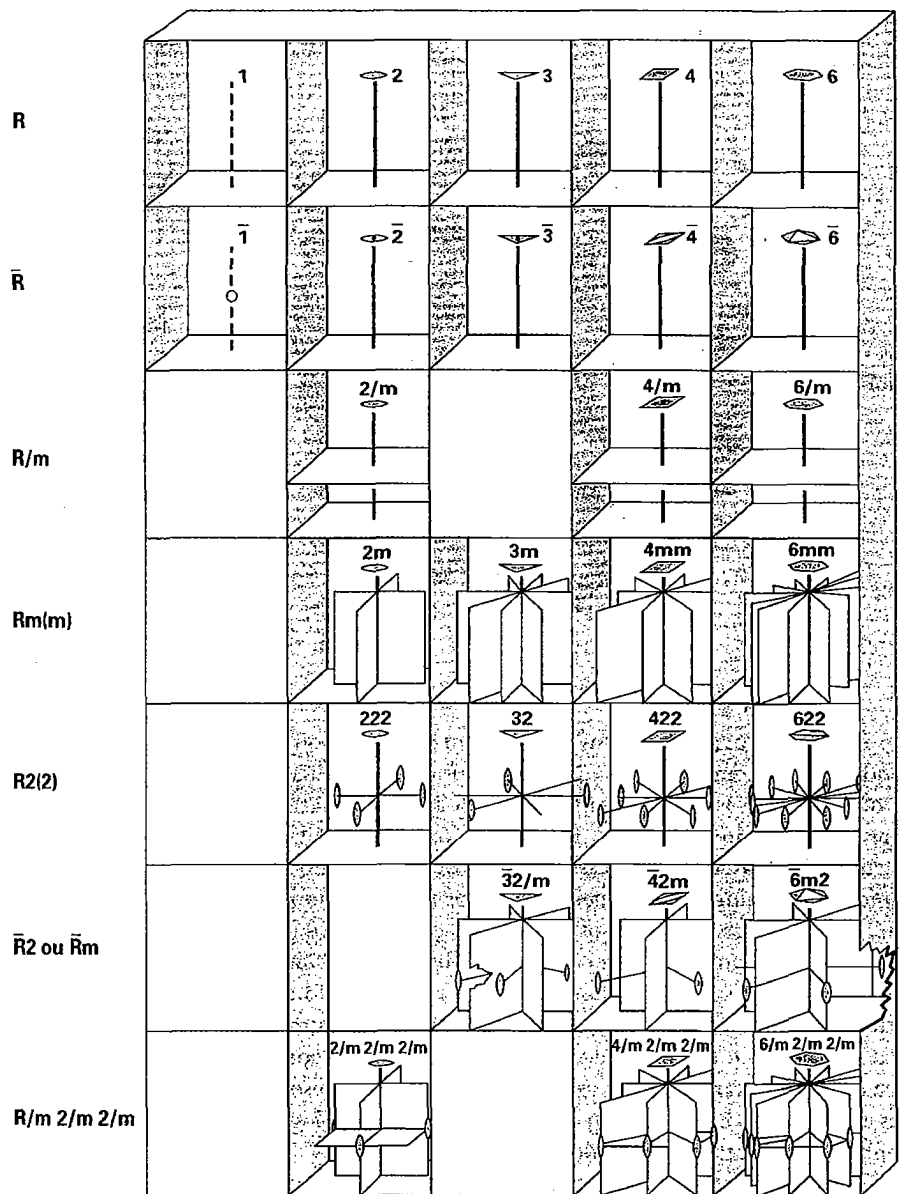 R 1 2 3 4 6
R̄ 1̄ 2̄ 3̄ 4̄ 6̄
R/m 2/m 4/m 6/m
Rm(m) 2m 3m 4mm 6mm
R2(2) 222 32 422 622
R̄2 ou R̄m 3̄2/m 4̄2m 6̄m2
R/m 2/m 2/m 2/m 2/m 2/m 4/m 2/m 2/m 6/m 2/m 2/m